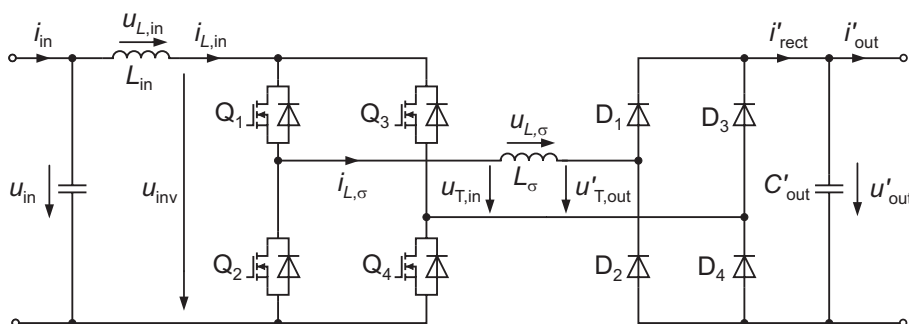 i_in
u_L,in
i_L,in
L_in
i'_rect
i'_out
Q_1
Q_3
D_1
D_3
u_L,σ
u_in
u_inv
i_L,σ
u_T,in
L_σ
u'_T,out
C'_out
u'_out
Q_2
Q_4
D_2
D_4